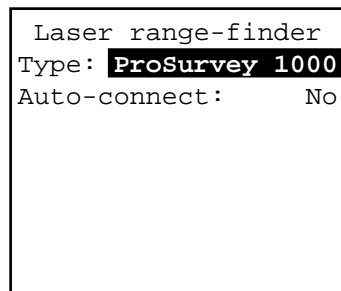 Laser range-finder
Type: ProSurvey 1000
Auto-connect: No